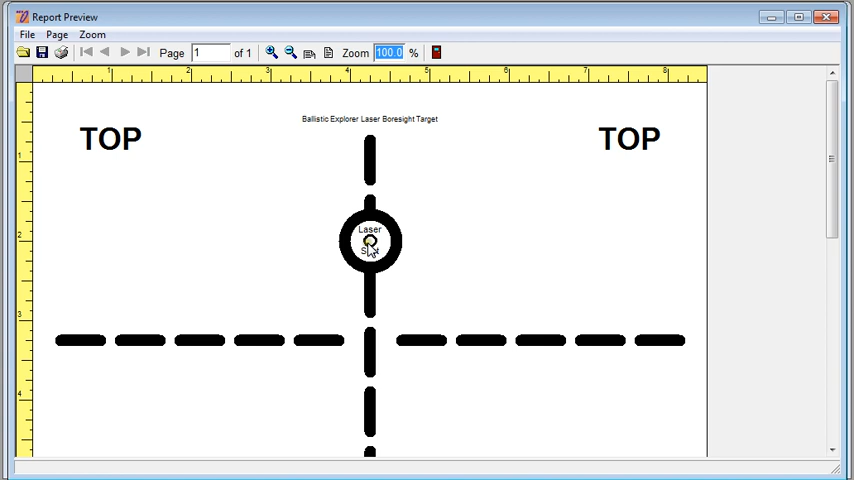 Report Preview
File Page Zoom
Page 1 of 1 Zoom 100.0 %
1 2 3 4 5 6 7 8
Ballistic Explorer Laser Boresight Target
TOP TOP
1
Laser
2
3
4